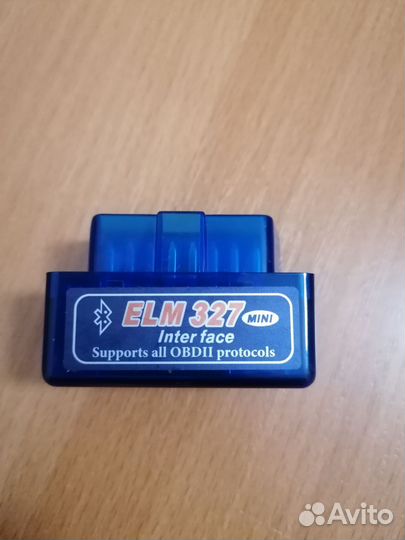 ELM 327 MINI
Inter face
Supports all OBDII protocols
Avito